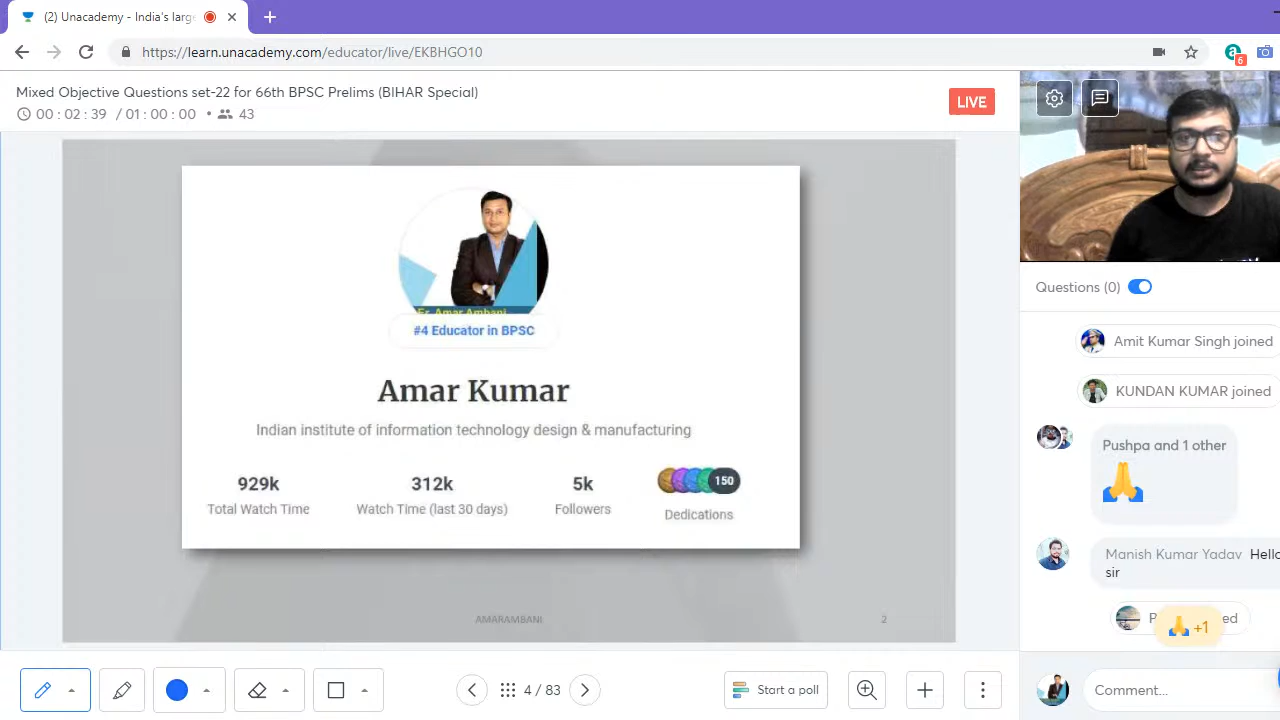 (2) Unacademy - India's larg
https://learn.unacademy.com/educator/live/EKBHGO10
6
Mixed Objective Questions set-22 for 66th BPSC Prelims (BIHAR Special)
00 : 02 : 39 / 01 : 00 : 00 • 43
LIVE
Er. Amar Ambani
#4 Educator in BPSC
Amar Kumar
Indian institute of information technology design & manufacturing
929k 312k 5k 150
Total Watch Time Watch Time (last 30 days) Followers Dedications
AMARAMBANI 2
Questions (0)
Amit Kumar Singh joined
KUNDAN KUMAR joined
Pushpa and 1 other
Manish Kumar Yadav Hello
sir
+1
4 / 83
Start a poll
Comment...